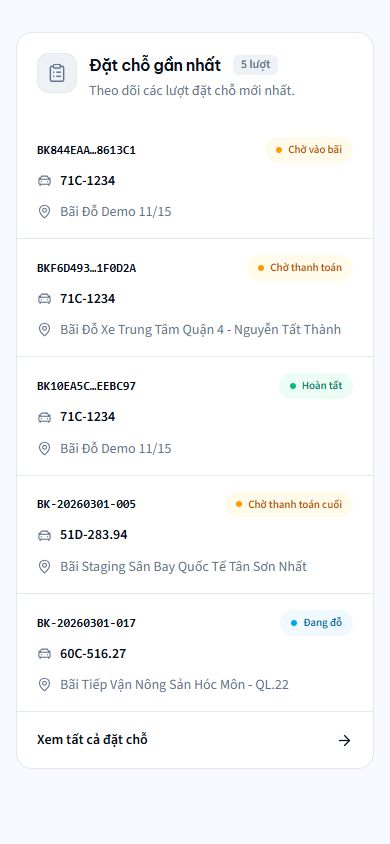 Đặt chỗ gần nhất 5 lượt
Theo dõi các lượt đặt chỗ mới nhất.
BK844EAA…8613C1 Chờ vào bãi
71C-1234
Bãi Đỗ Demo 11/15
BKF6D493…1F0D2A Chờ thanh toán
71C-1234
Bãi Đỗ Xe Trung Tâm Quận 4 - Nguyễn Tất Thành
BK10EA5C…EEBC97 Hoàn tất
71C-1234
Bãi Đỗ Demo 11/15
BK-20260301-005 Chờ thanh toán cuối
51D-283.94
Bãi Staging Sân Bay Quốc Tế Tân Sơn Nhất
BK-20260301-017 Đang đỗ
60C-516.27
Bãi Tiếp Vận Nông Sản Hóc Môn - QL.22
Xem tất cả đặt chỗ